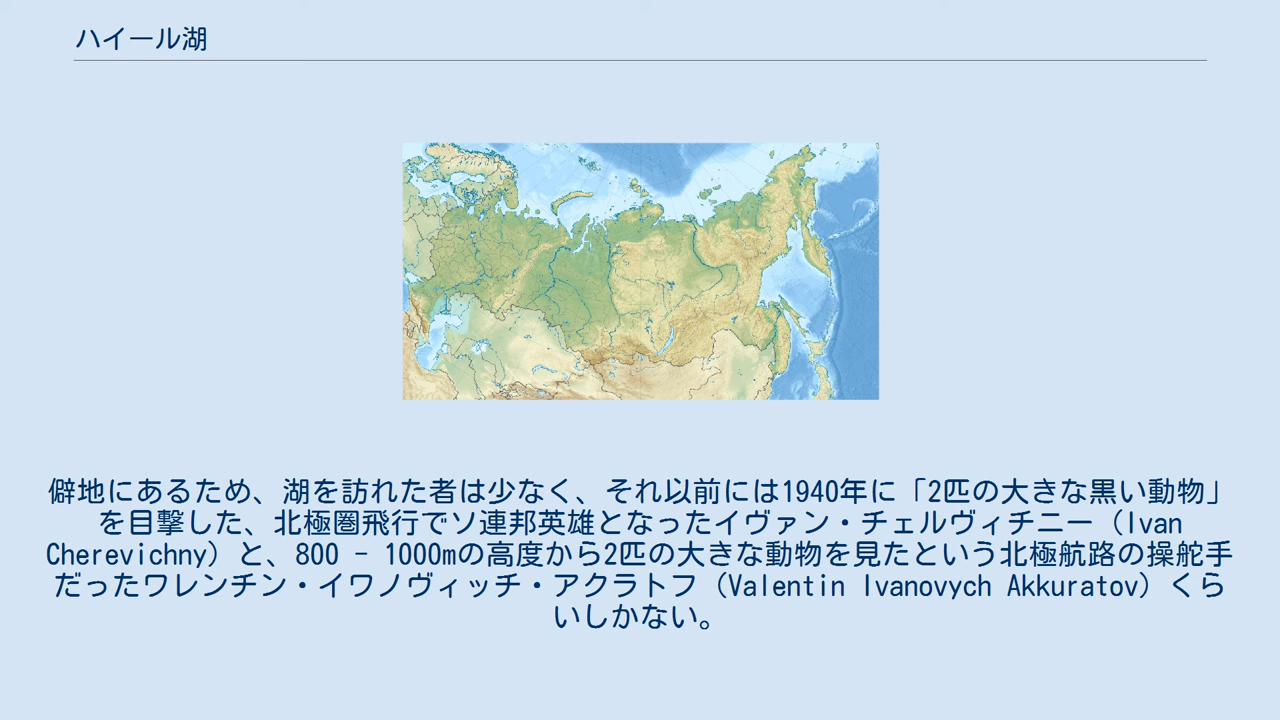 ハイール湖
僻地にあるため、湖を訪れた者は少なく、それ以前には1940年に「2匹の大きな黒い動物」
を目撃した、北極圏飛行でソ連邦英雄となったイヴァン・チェルヴィチニー（Ivan
Cherevichny）と、800 - 1000mの高度から2匹の大きな動物を見たという北極航路の操舵手
だったワレンチン・イワノヴィッチ・アクラトフ（Valentin Ivanovych Akkuratov）くら
いしかない。